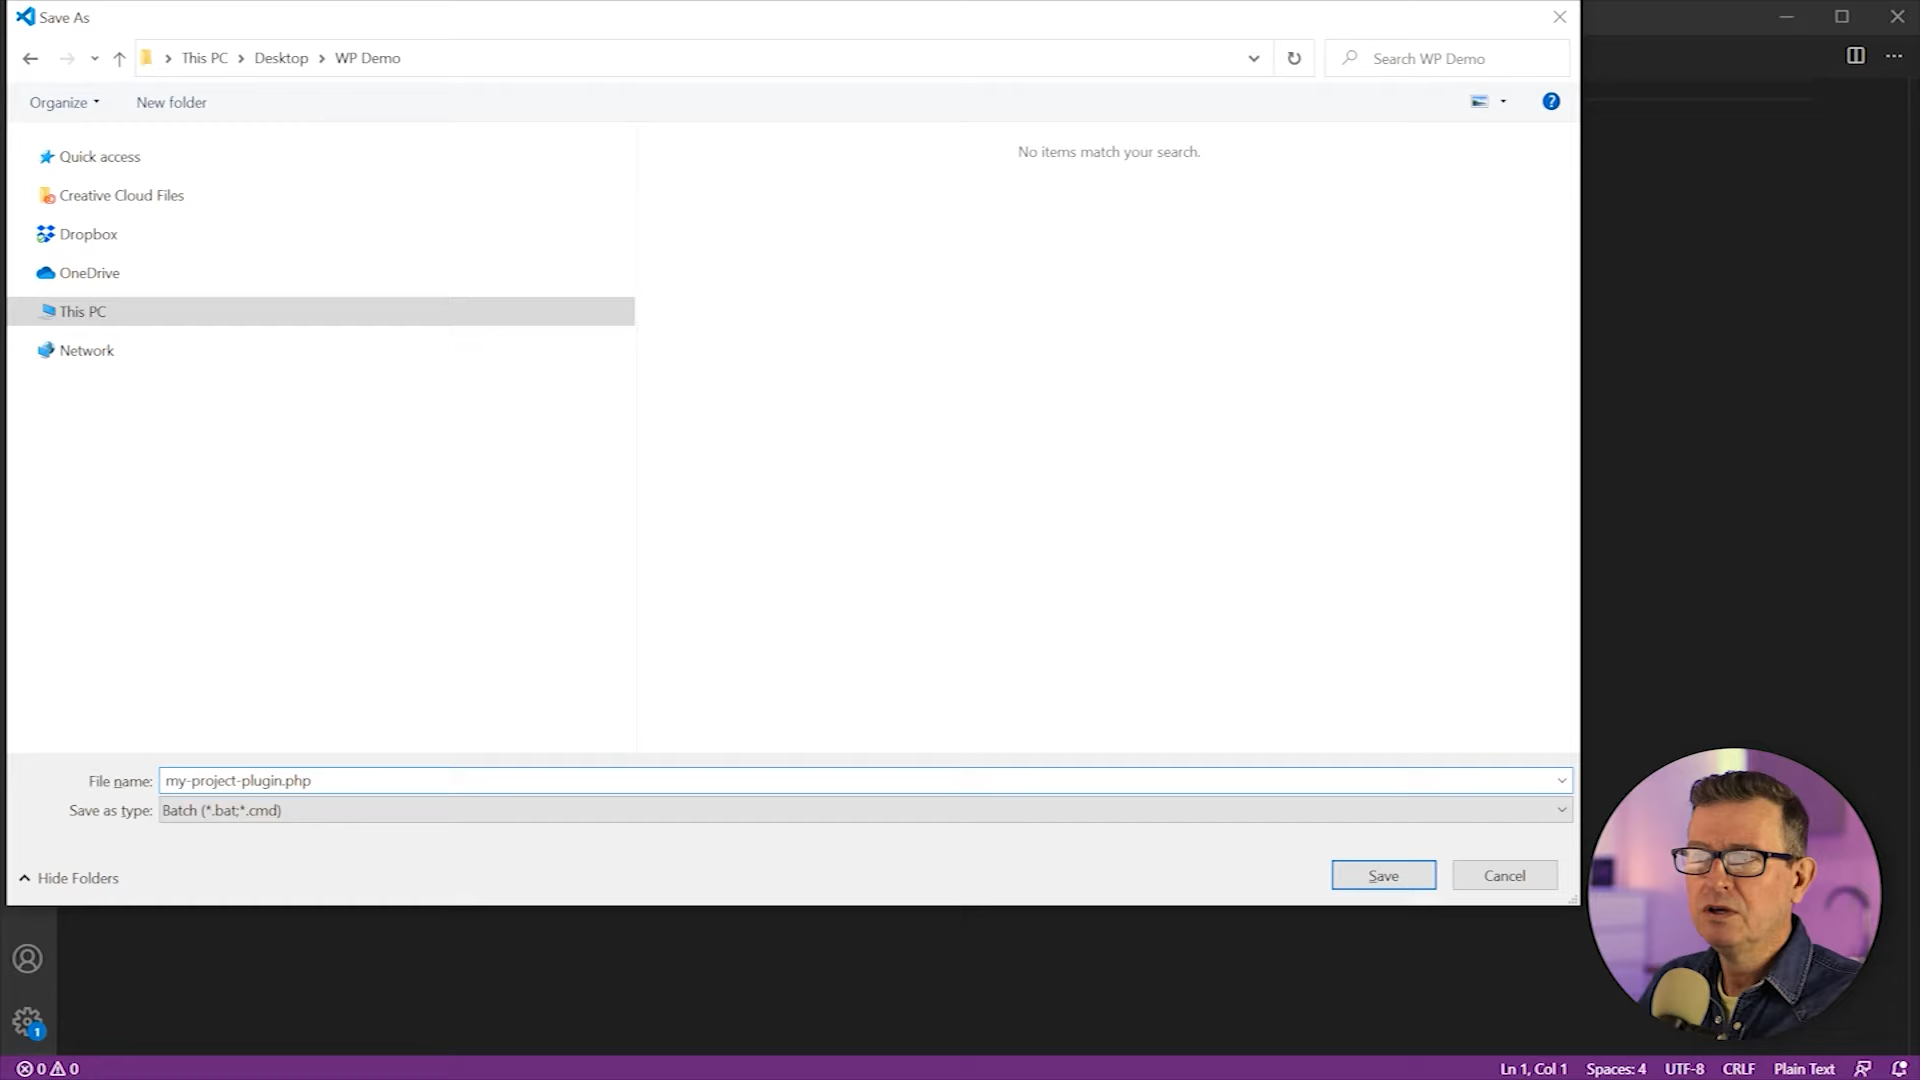 Save As
This PC
Desktop
WP Demo
Search WP Demo
Organize
New folder
?
Quick access
Creative Cloud Files
Dropbox
OneDrive
This PC
Network
No items match your search.
File name:
my-project-plugin.php
Save as type:
Batch (*.bat;*.cmd)
Hide Folders
Save
Cancel
1
0
0
Ln 1, Col 1
Spaces: 4
UTF-8
CRLF
Plain Text